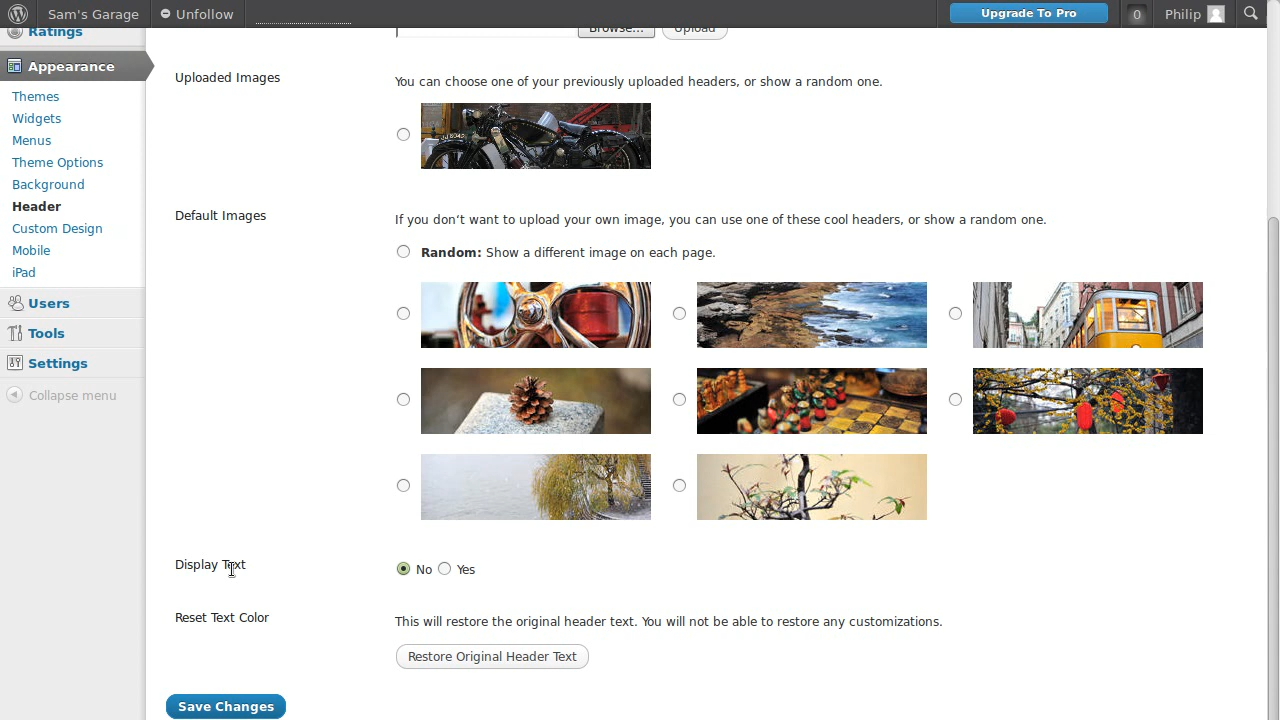 Sam's Garage
Unfollow
Upgrade To Pro
0
Philip
Ratings
Browse...
Upload
Appearance
Themes
Widgets
Menus
Theme Options
Background
Header
Custom Design
Mobile
iPad
Users
Tools
Settings
Collapse menu
Uploaded Images
You can choose one of your previously uploaded headers, or show a random one.
Default Images
If you don't want to upload your own image, you can use one of these cool headers, or show a random one.
Random: Show a different image on each page.
Display Text
No
Yes
Reset Text Color
This will restore the original header text. You will not be able to restore any customizations.
Restore Original Header Text
Save Changes